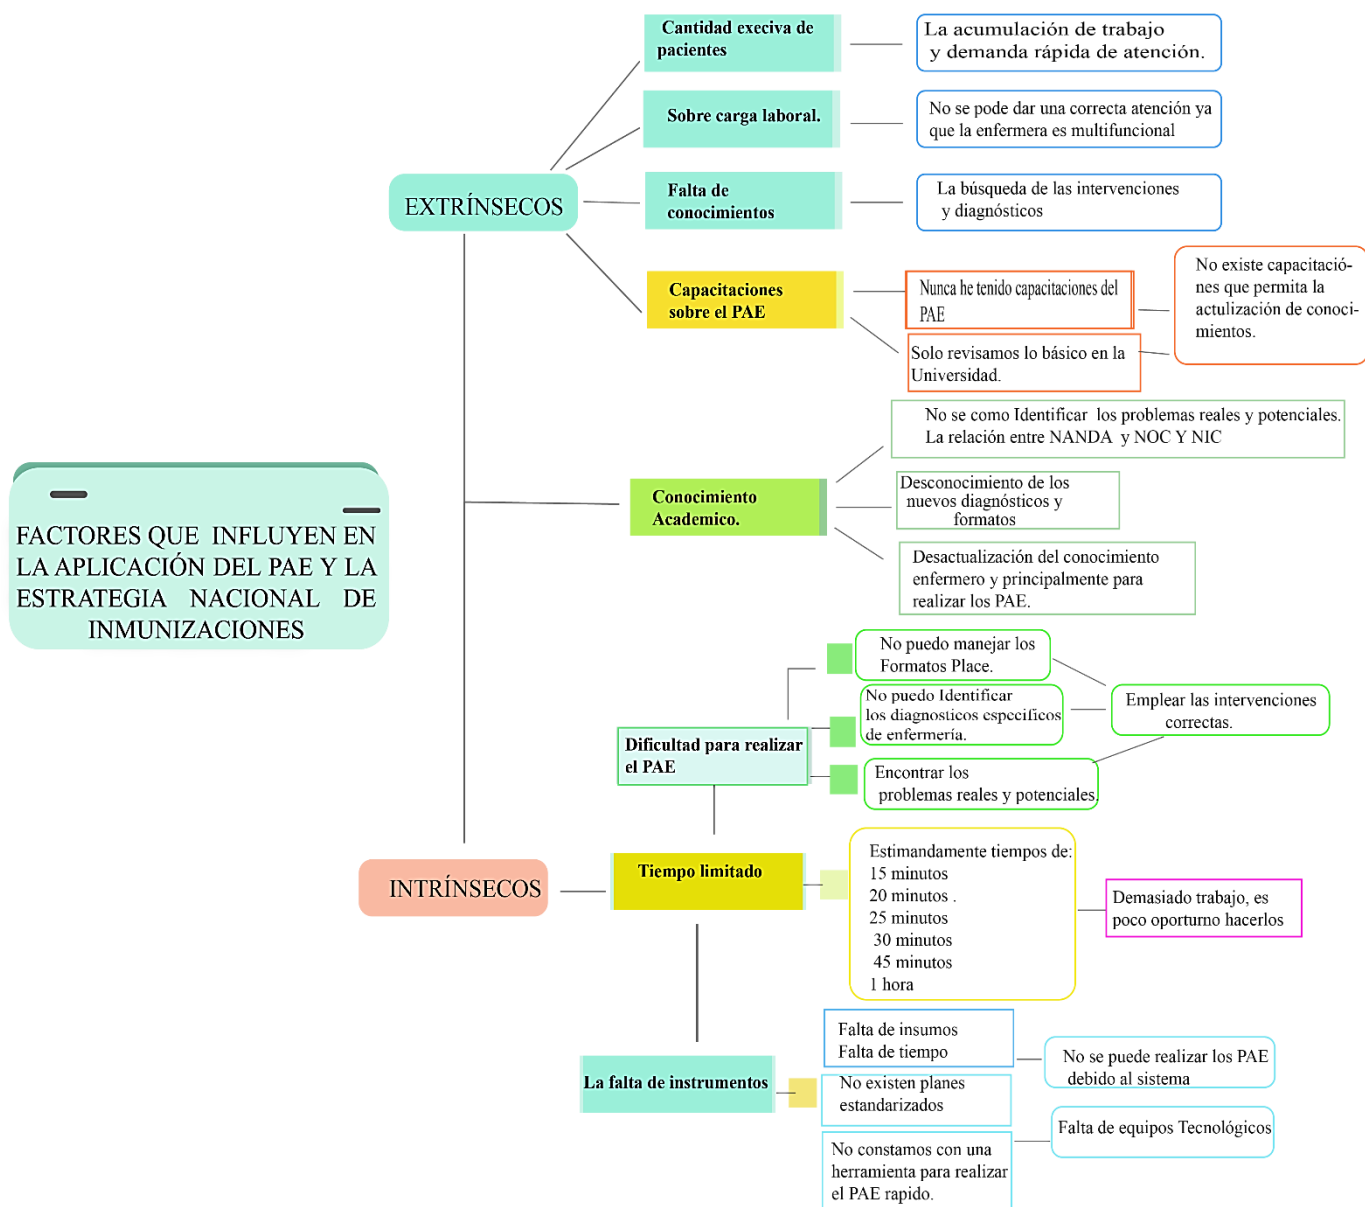 FACTORES QUE INFLUYEN EN
LA APLICACIÓN DEL PAE Y LA
ESTRATEGIA NACIONAL DE
INMUNIZACIONES
EXTRÍNSECOS
Cantidad execiva de
pacientes
La acumulación de trabajo
y demanda rápida de atención.
Sobre carga laboral.
No se pode dar una correcta atención ya
que la enfermera es multifuncional
Falta de
conocimientos
La búsqueda de las intervenciones
y diagnósticos
Capacitaciones
sobre el PAE
Nunca he tenido capacitaciones del
PAE
Solo revisamos lo básico en la
Universidad.
No existe capacitació-
nes que permita la
actulización de conoci-
mientos.
Conocimiento
Academico.
No se como Identificar los problemas reales y potenciales.
La relación entre NANDA y NOC Y NIC
Desconocimiento de los
nuevos diagnósticos y
formatos
Desactualización del conocimiento
enfermero y principalmente para
realizar los PAE.
INTRÍNSECOS
Dificultad para realizar
el PAE
No puedo manejar los
Formatos Place.
No puedo Identificar
los diagnosticos especificos
de enfermería.
Encontrar los
problemas reales y potenciales.
Emplear las intervenciones
correctas.
Tiempo limitado
Estimandamente tiempos de:
15 minutos
20 minutos .
25 minutos
30 minutos
45 minutos
1 hora
Demasiado trabajo, es
poco oporturno hacerlos
La falta de instrumentos
Falta de insumos
Falta de tiempo
No existen planes
estandarizados
No se puede realizar los PAE
debido al sistema
No constamos con una
herramienta para realizar
el PAE rapido.
Falta de equipos Tecnológicos